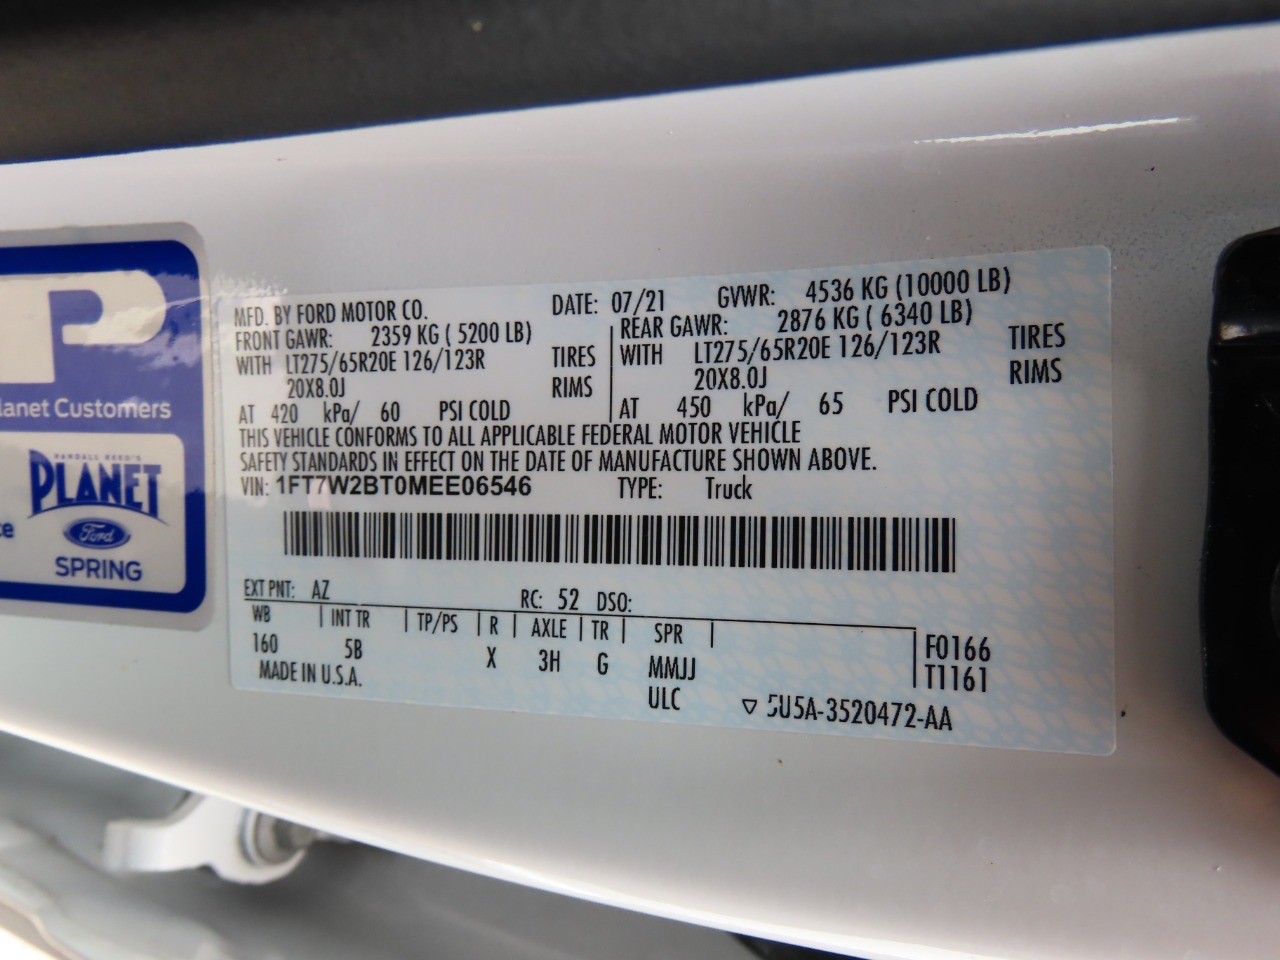 P
lanet Customers
RANDALL REED'S
PLANET
Ford
SPRING
MFD. BY FORD MOTOR CO.
DATE: 07/21
GVWR: 4536 KG (10000 LB)
FRONT GAWR: 2359 KG ( 5200 LB)
REAR GAWR: 2876 KG ( 6340 LB)
WITH LT275/65R20E 126/123R TIRES
WITH LT275/65R20E 126/123R TIRES
20X8.0J RIMS
20X8.0J RIMS
AT 420 kPa/ 60 PSI COLD
AT 450 kPa/ 65 PSI COLD
THIS VEHICLE CONFORMS TO ALL APPLICABLE FEDERAL MOTOR VEHICLE
SAFETY STANDARDS IN EFFECT ON THE DATE OF MANUFACTURE SHOWN ABOVE.
VIN: 1FT7W2BT0MEE06546 TYPE: Truck
EXT PNT: AZ RC: 52 DSO:
WB | INT TR | TP/PS | R | AXLE | TR | SPR |
160 5B X 3H G MMJJ
ULC
F0166
T1161
MADE IN U.S.A.
▽ 5U5A-3520472-AA